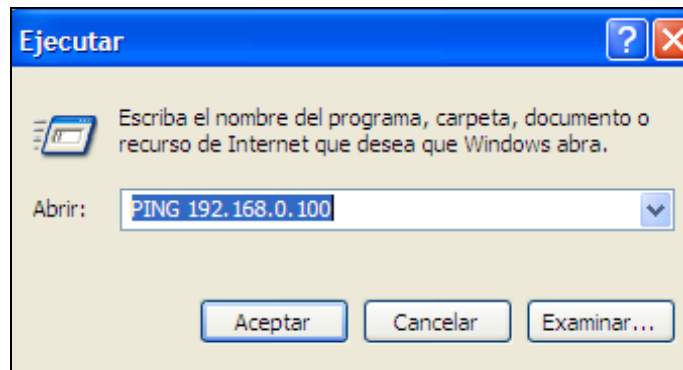 Ejecutar
Escriba el nombre del programa, carpeta, documento o
recurso de Internet que desea que Windows abra.
Abrir: PING 192.168.0.100
Aceptar Cancelar Examinar...